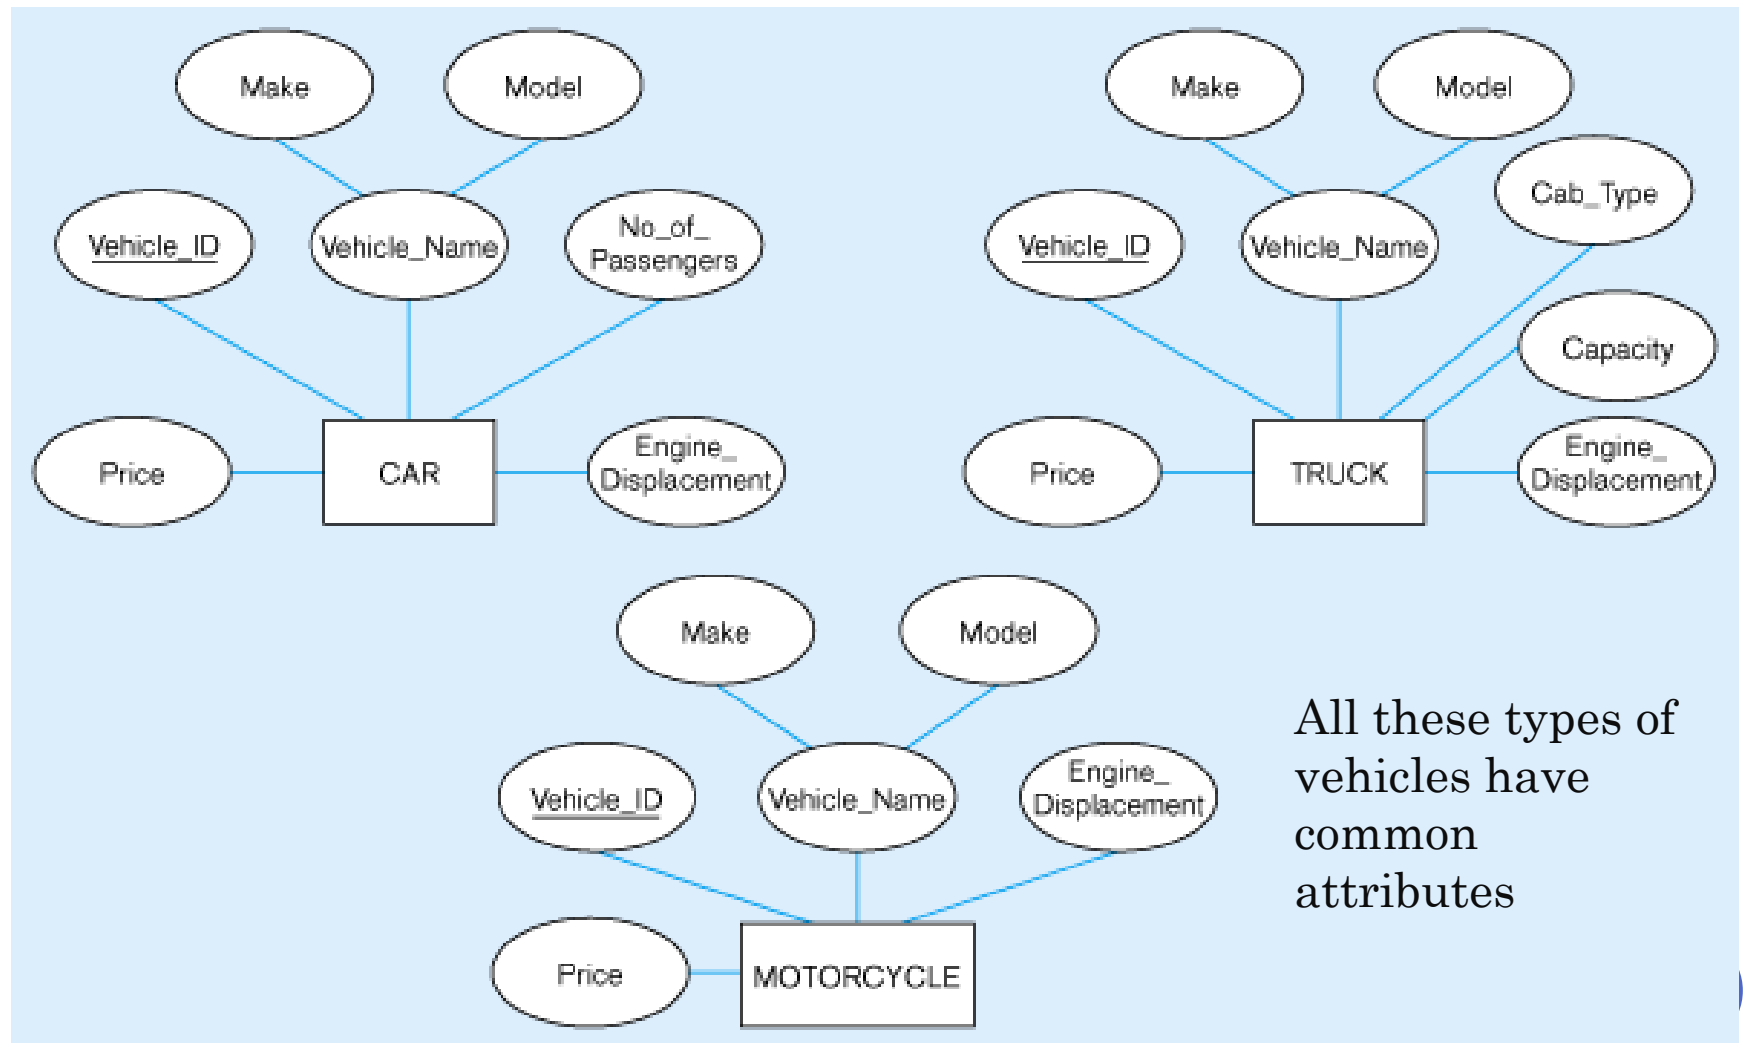 Make
Model
Vehicle_ID
Vehicle_Name
No_of_
Passengers
Price
CAR
Engine_
Displacement
Make
Model
Cab_Type
Vehicle_ID
Vehicle_Name
Capacity
Price
TRUCK
Engine_
Displacement
Make
Model
Vehicle_ID
Vehicle_Name
Engine_
Displacement
Price
MOTORCYCLE
All these types of
vehicles have
common
attributes